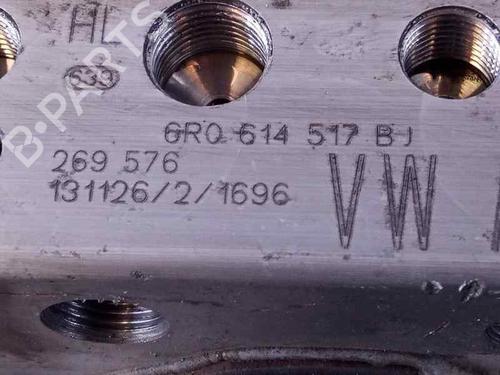 HL
633
6R0 614 517 BJ
269 576
131126/2/1696
VW
B-PARTS